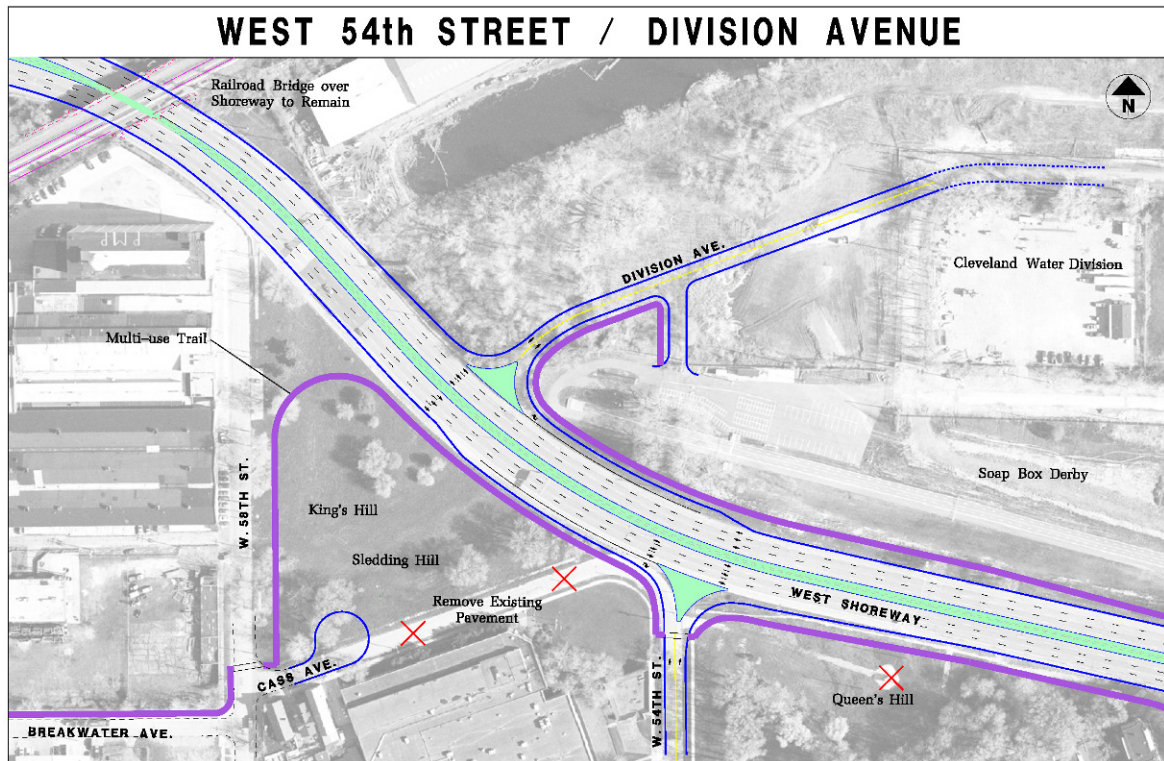 WEST 54th STREET / DIVISION AVENUE
Railroad Bridge over
Shoreway to Remain
N
PMP
DIVISION AVE.
Cleveland Water Division
Multi-use Trail
Soap Box Derby
W. 58TH ST.
King's Hill
Sledding Hill
Remove Existing
Pavement
WEST SHOREWAY
CASS AVE.
W. 54TH ST.
Queen's Hill
BREAKWATER AVE.